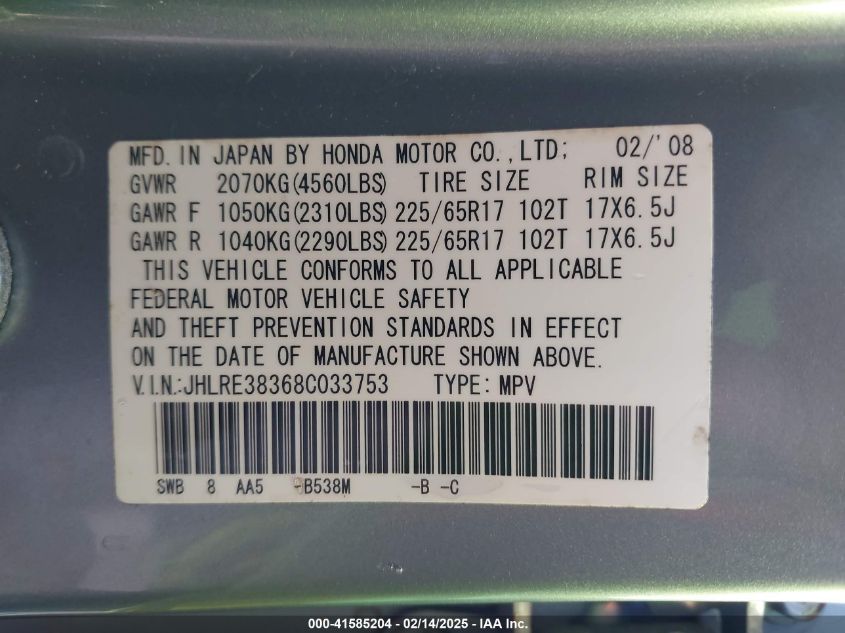 MFD. IN JAPAN BY HONDA MOTOR CO.,LTD; 02/'08
GVWR 2070KG(4560LBS) TIRE SIZE RIM SIZE
GAWR F 1050KG(2310LBS) 225/65R17 102T 17X6.5J
GAWR R 1040KG(2290LBS) 225/65R17 102T 17X6.5J
THIS VEHICLE CONFORMS TO ALL APPLICABLE
FEDERAL MOTOR VEHICLE SAFETY
AND THEFT PREVENTION STANDARDS IN EFFECT
ON THE DATE OF MANUFACTURE SHOWN ABOVE.
V.I.N.:JHLRE38368C033753 TYPE: MPV
SWB 8 AA5 -B538M -B -C
000-41585204 - 02/14/2025 - IAA Inc.